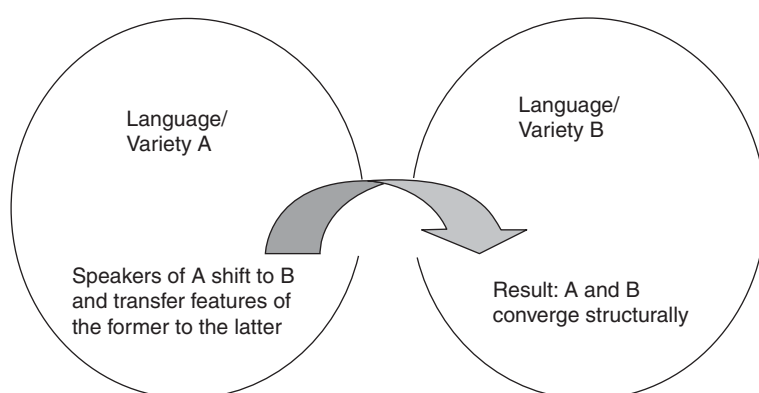 Language/
Variety A
Speakers of A shift to B
and transfer features of
the former to the latter
Language/
Variety B
Result: A and B
converge structurally